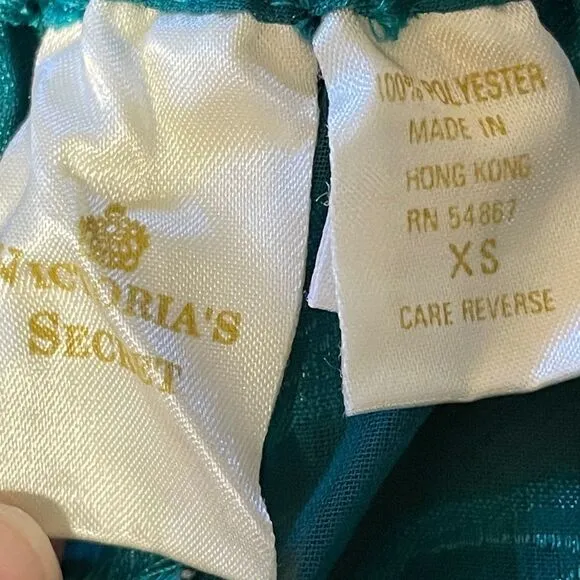 VICTORIA'S
SECRET
100% POLYESTER
MADE IN
HONG KONG
RN 54867
XS
CARE REVERSE